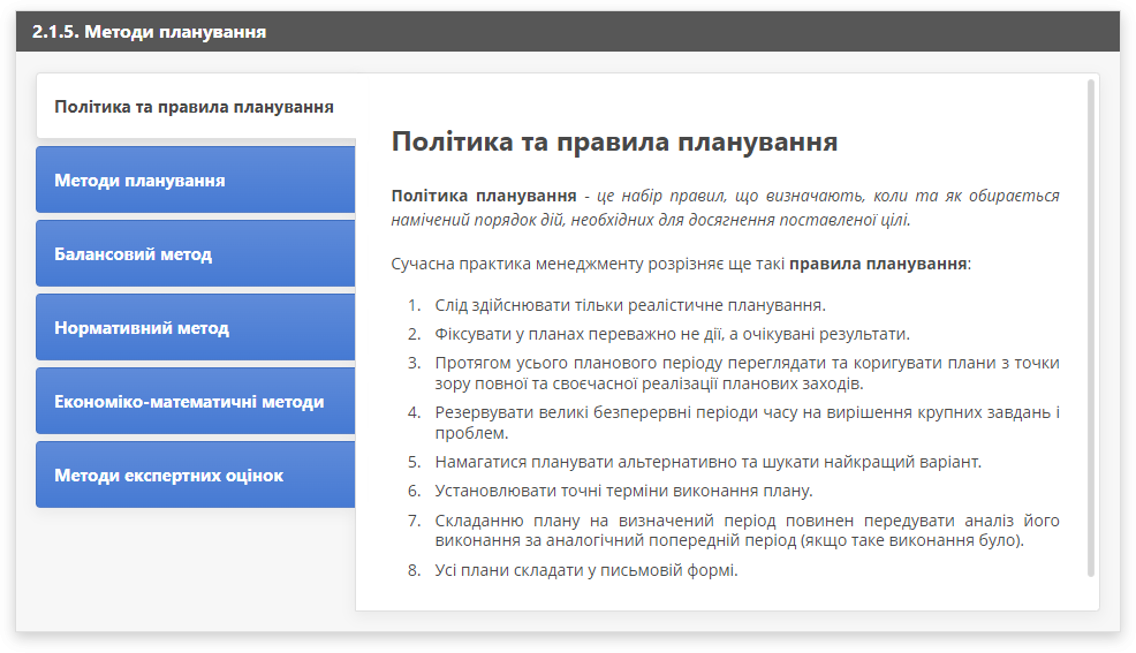 2.1.5. Методи планування
Політика та правила планування
Методи планування
Балансовий метод
Нормативний метод
Економіко-математичні методи
Методи експертних оцінок
Політика та правила планування
Політика планування - це набір правил, що визначають, коли та як обирається
намічений порядок дій, необхідних для досягнення поставленої цілі.
Сучасна практика менеджменту розрізняє ще такі правила планування:
1. Слід здійснювати тільки реалістичне планування.
2. Фіксувати у планах переважно не дії, а очікувані результати.
3. Протягом усього планового періоду переглядати та коригувати плани з точки
зору повної та своєчасної реалізації планових заходів.
4. Резервувати великі безперервні періоди часу на вирішення крупних завдань і
проблем.
5. Намагатися планувати альтернативно та шукати найкращий варіант.
6. Установлювати точні терміни виконання плану.
7. Складанню плану на визначений період повинен передувати аналіз його
виконання за аналогічний попередній період (якщо таке виконання було).
8. Усі плани складати у письмовій формі.